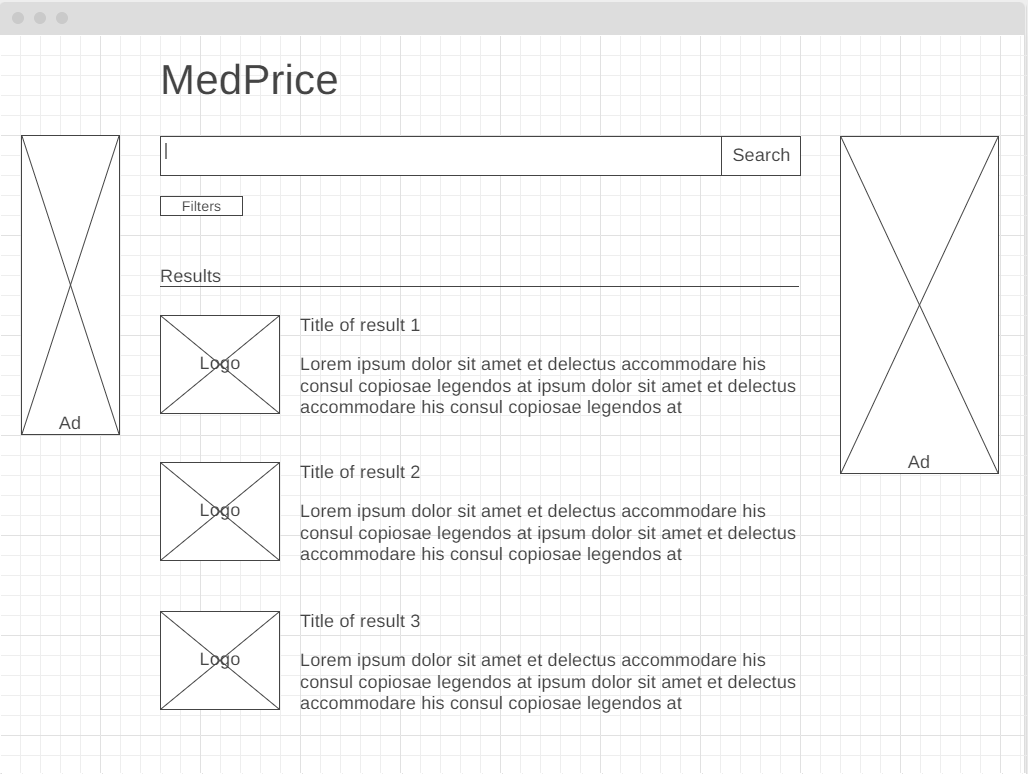 MedPrice
Search
Filters
Results
Ad
Ad
Logo
Title of result 1
Lorem ipsum dolor sit amet et delectus accommodare his
consul copiosae legendos at ipsum dolor sit amet et delectus
accommodare his consul copiosae legendos at
Logo
Title of result 2
Lorem ipsum dolor sit amet et delectus accommodare his
consul copiosae legendos at ipsum dolor sit amet et delectus
accommodare his consul copiosae legendos at
Logo
Title of result 3
Lorem ipsum dolor sit amet et delectus accommodare his
consul copiosae legendos at ipsum dolor sit amet et delectus
accommodare his consul copiosae legendos at